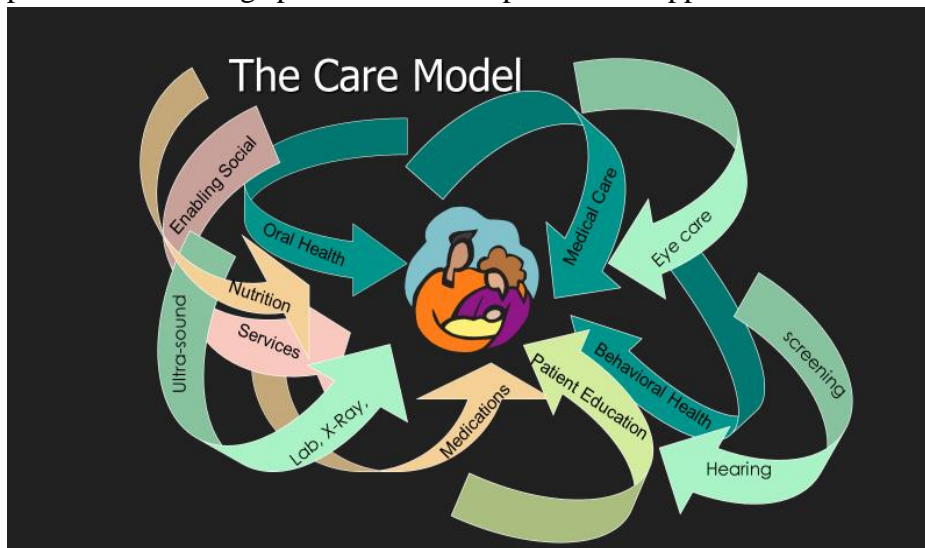 The Care Model
Enabling Social
Services
Oral Health
Medical Care
Eye care
Nutrition
Ultra-sound
Lab, X-Ray,
Medications
Patient Education
Behavioral Health
screening
Hearing